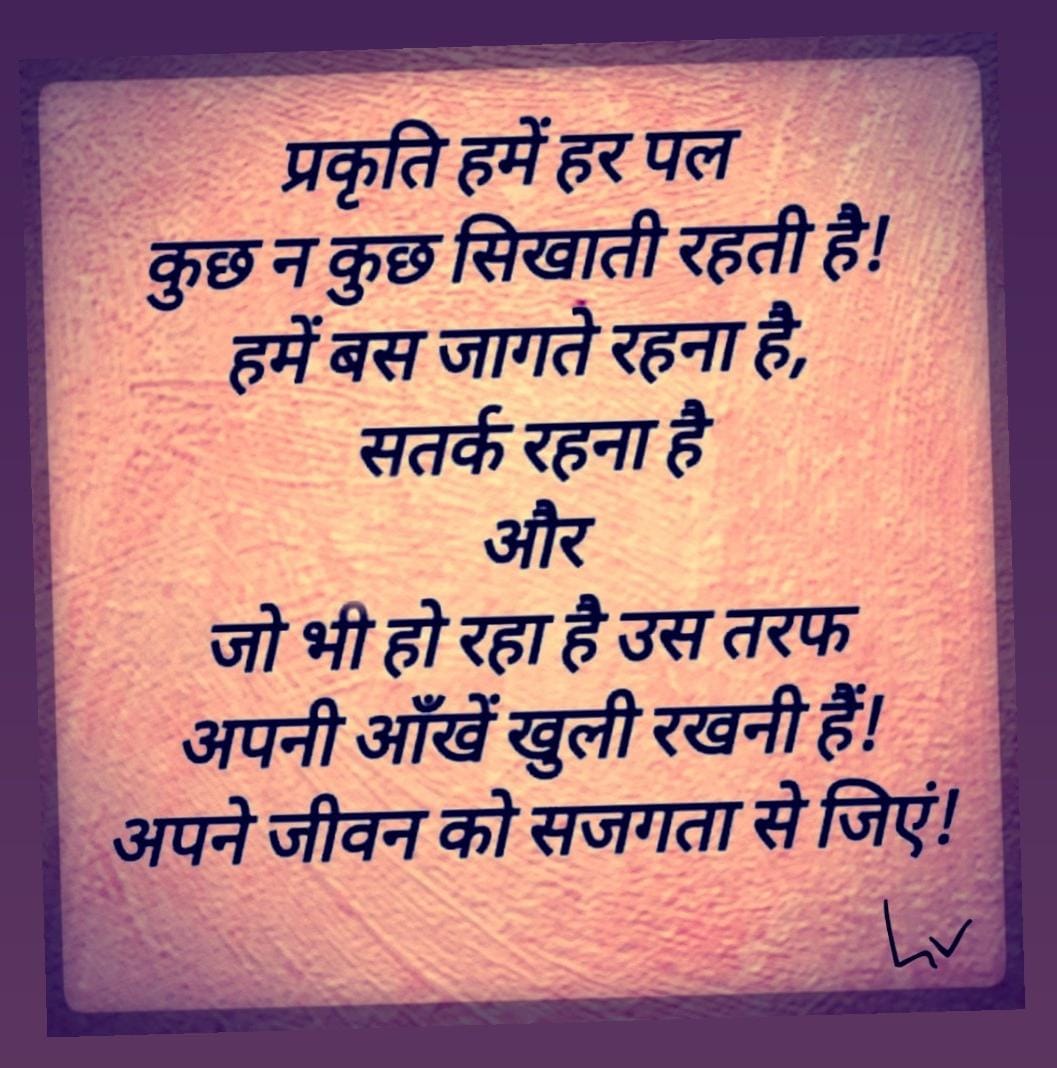 प्रकृति हमें हर पल
कुछ न कुछ सिखाती रहती है!
हमें बस जागते रहना है,
सतर्क रहना है
और
जो भी हो रहा है उस तरफ
अपनी आँखें खुली रखनी हैं!
अपने जीवन को सजगता से जिएं!